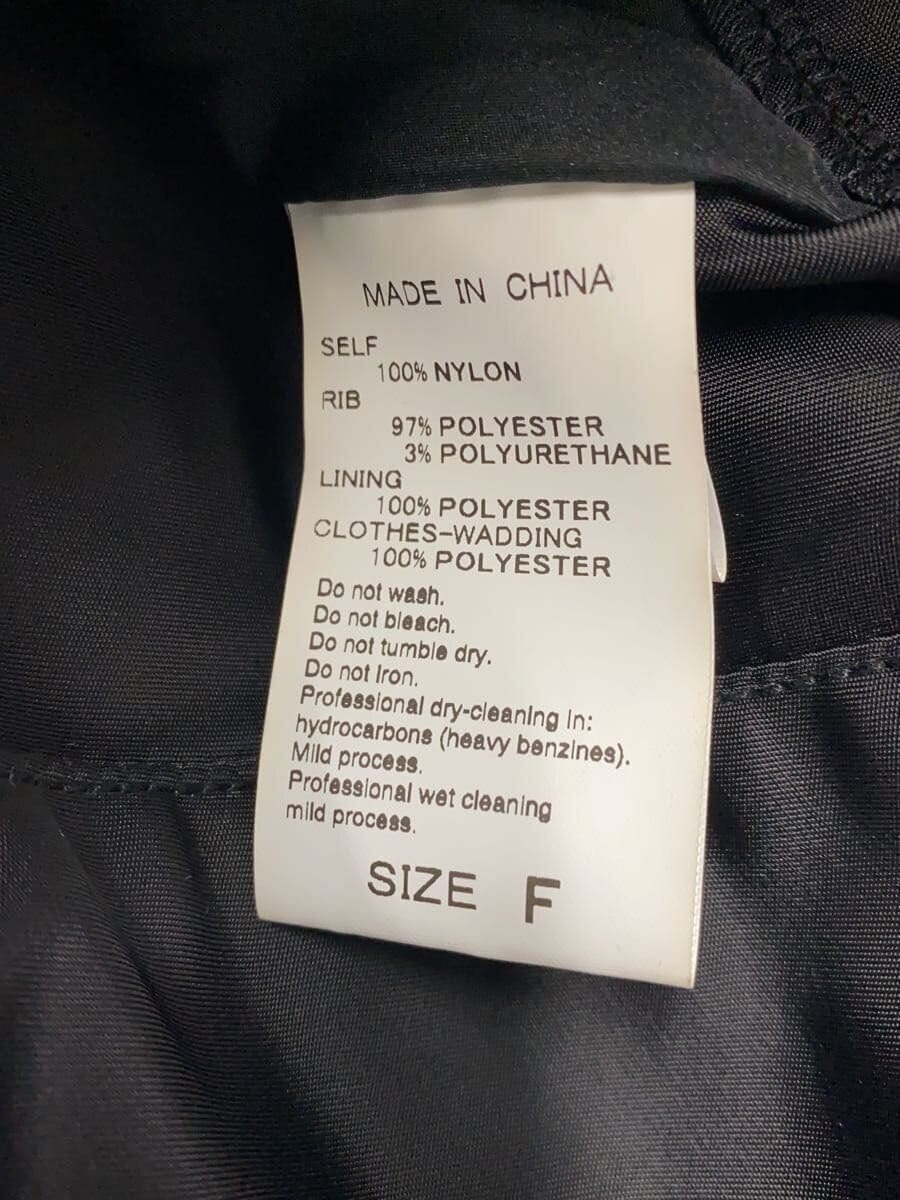 MADE IN CHINA
SELF
100% NYLON
RIB
97% POLYESTER
3% POLYURETHANE
LINING
100% POLYESTER
CLOTHES-WADDING
100% POLYESTER
Do not wash.
Do not bleach.
Do not tumble dry.
Do not Iron.
Professional dry-cleaning in:
hydrocarbons (heavy benzines).
Mild process.
Professional wet cleaning
mild process.
SIZE F